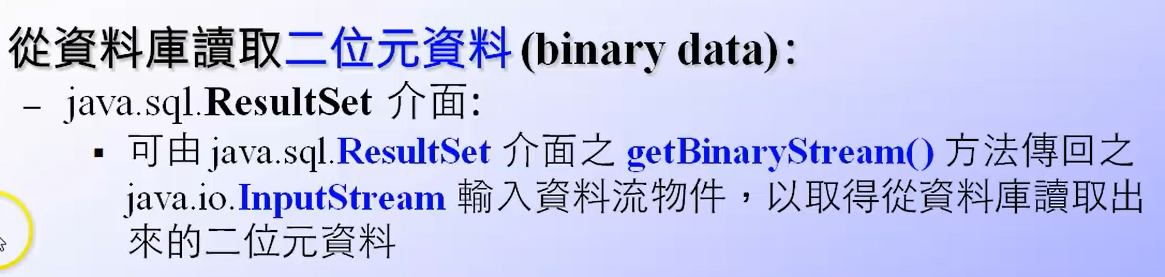 從資料庫讀取二位元資料(binary data):
– java.sql.ResultSet 介面:
▪ 可由 java.sql.ResultSet 介面之 getBinaryStream() 方法傳回之
java.io.InputStream 輸入資料流物件，以取得從資料庫讀取出
來的二位元資料